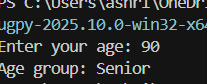 PS C:\Users\ashri\OneDri
ugpy-2025.10.0-win32-x64
Enter your age: 90
Age group: Senior